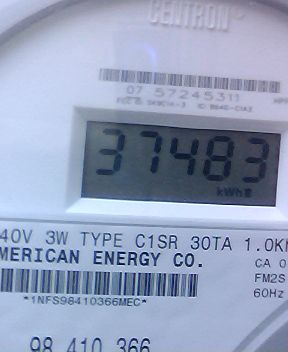 CENTRON
07 57245311
37483
kWh
40V 3W TYPE C1SR 30TA 1.0K
MERICAN ENERGY CO.
CA 0
FM2S
*1NFS98410366MEC*
60Hz
98 410 366